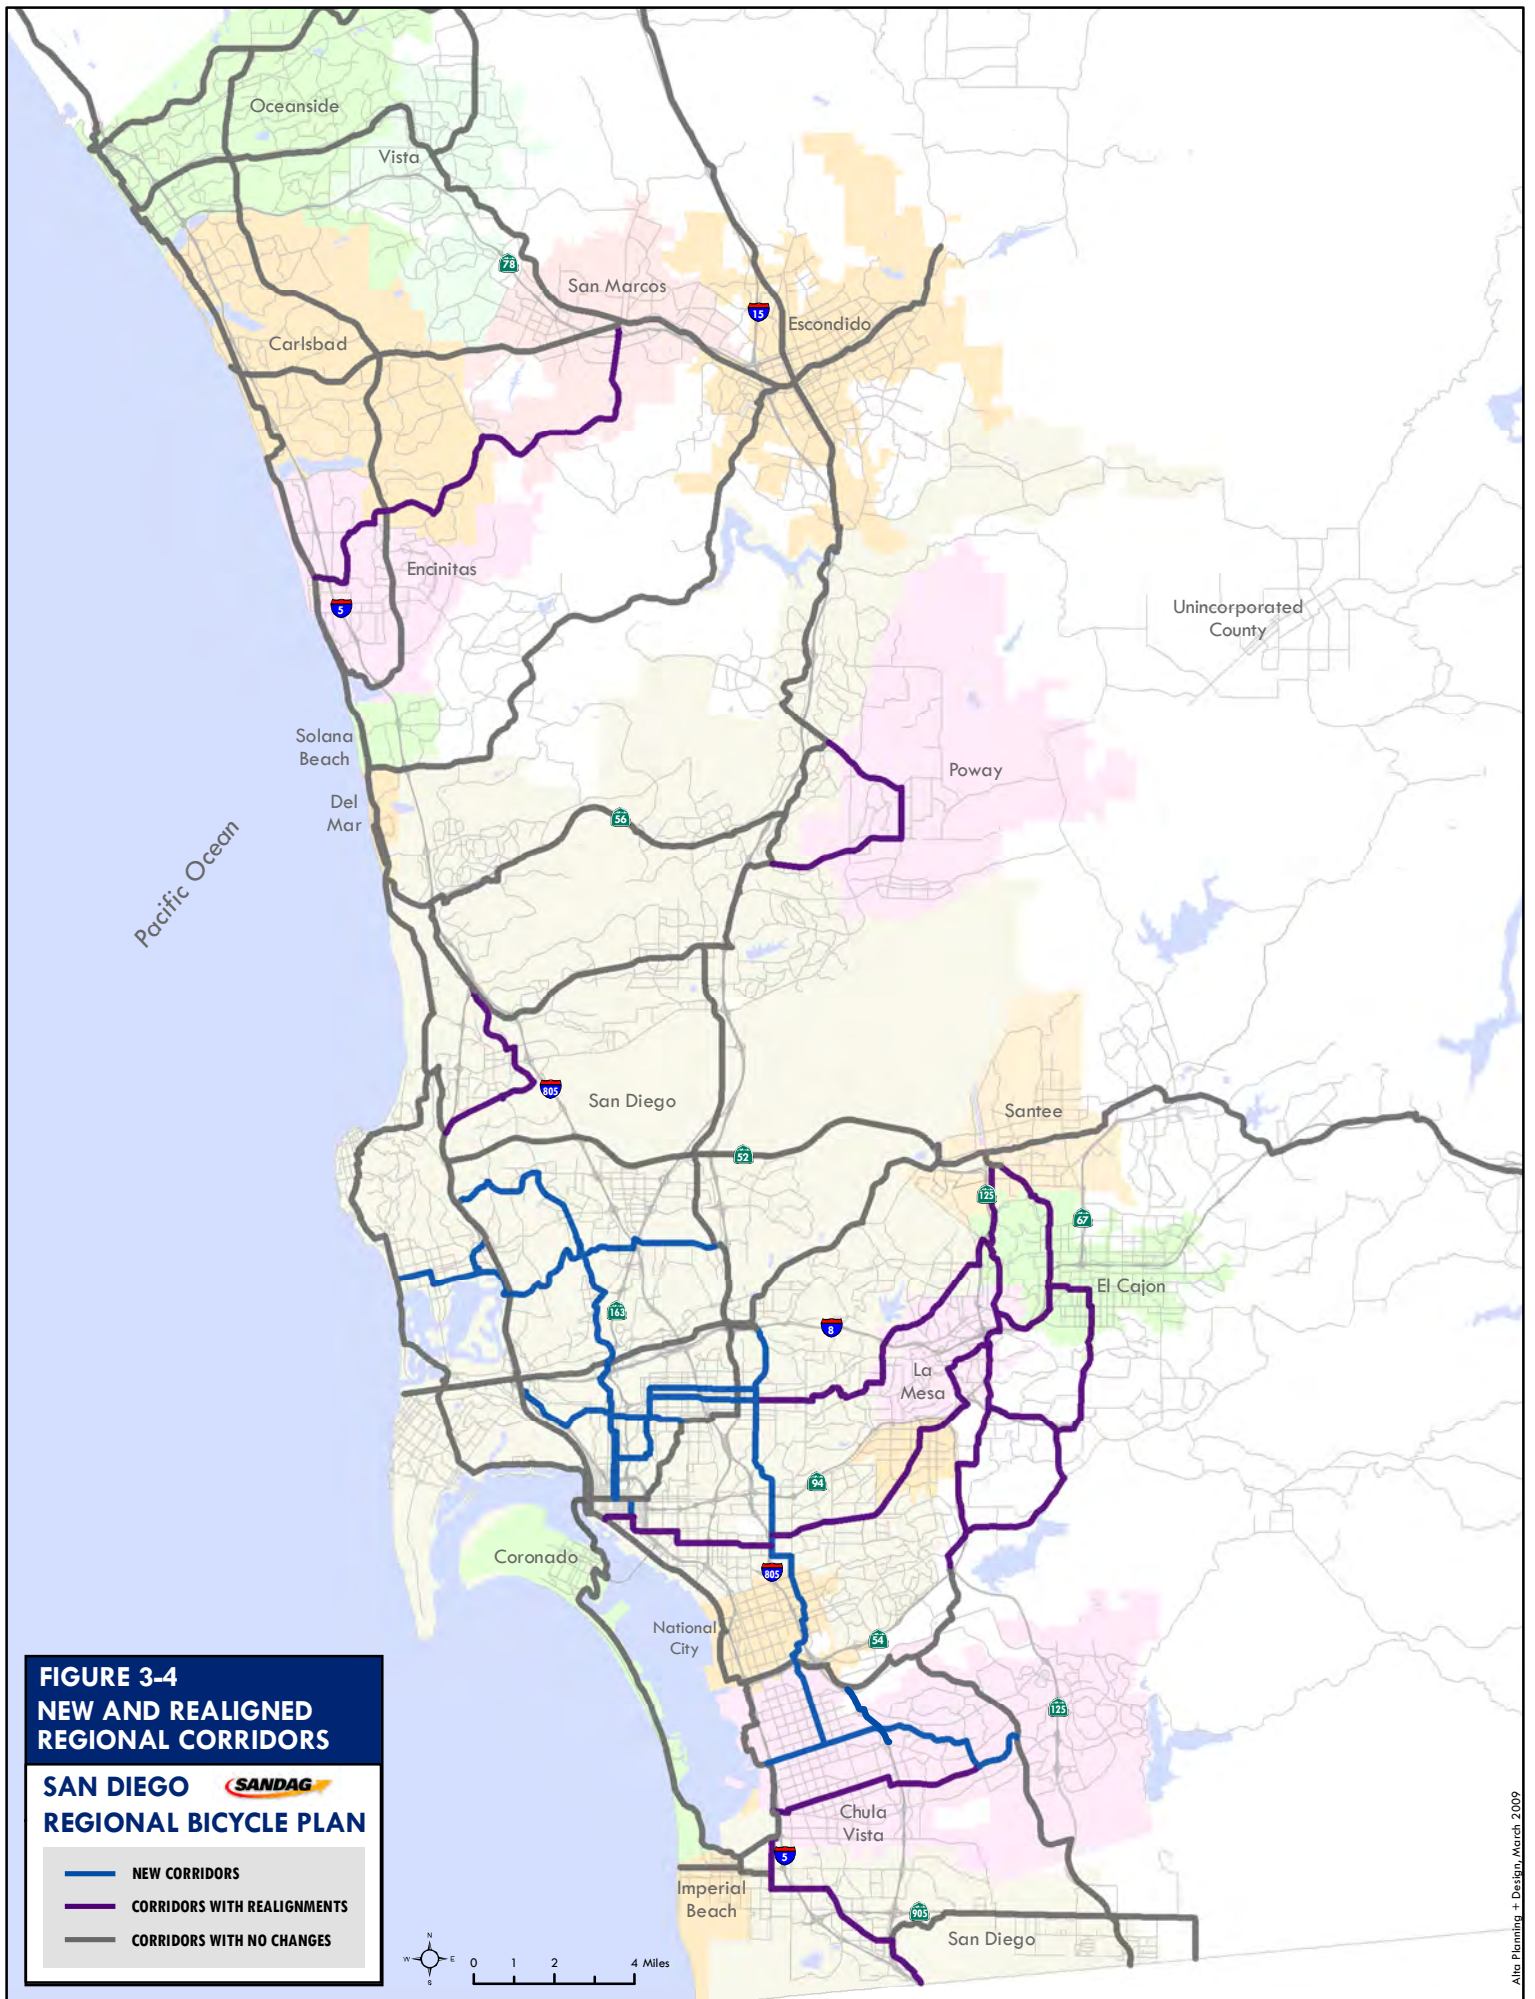 Oceanside
Vista
78
San Marcos
15
Escondido
Carlsbad
Encinitas
5
Unincorporated
County
Solana
Beach
Poway
Del
Mar
56
Pacific Ocean
805
San Diego
Santee
52
125
67
El Cajon
163
8
La
Mesa
94
Coronado
805
National
City
54
125
Chula
Vista
5
Imperial
Beach
905
San Diego
FIGURE 3-4
NEW AND REALIGNED
REGIONAL CORRIDORS
SAN DIEGO SANDAG
REGIONAL BICYCLE PLAN
NEW CORRIDORS
CORRIDORS WITH REALIGNMENTS
CORRIDORS WITH NO CHANGES
N
W E
S
0 1 2 4 Miles
Alta Planning + Design, March 2009